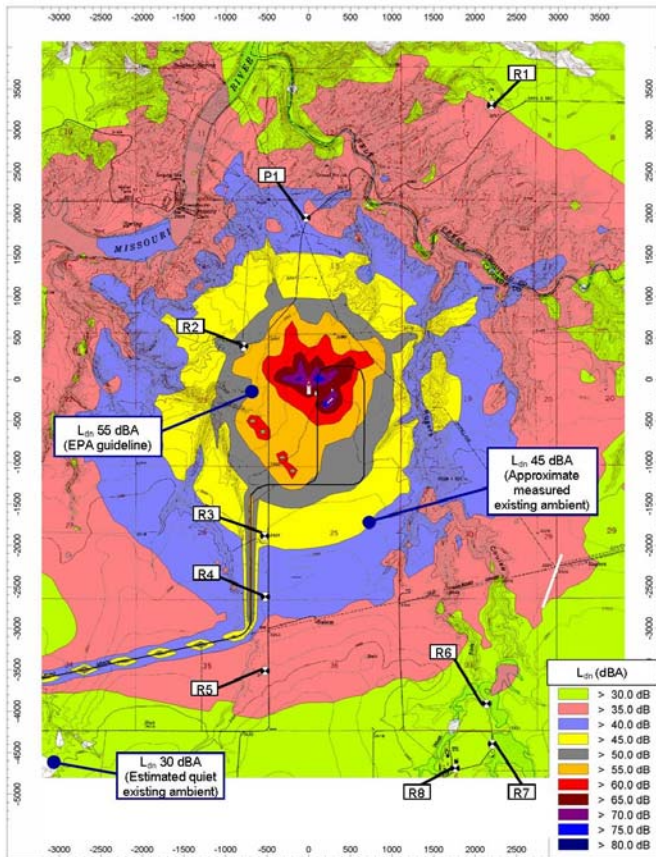 -3000 -2500 -2000 -1500 -1000 -500 0 500 1000 1500 2000 2500 3000 3500
3500
3000
2500
2000
1500
1000
500
0
-500
-1000
-1500
-2000
-2500
-3000
-3500
-4000
-4500
-5000
RIVER
MISSOURI
R1
P1
R2
Ldn 55 dBA
(EPA guideline)
Ldn 45 dBA
(Approximate
measured
existing ambient)
R3
R4
R5
R6
R7
R8
Ldn 30 dBA
(Estimated quiet
existing ambient)
Ldn (dBA)
> 30.0 dB
> 35.0 dB
> 40.0 dB
> 45.0 dB
> 50.0 dB
> 55.0 dB
> 60.0 dB
> 65.0 dB
> 70.0 dB
> 75.0 dB
> 80.0 dB
-3000 -2500 -2000 -1500 -1000 -500 0 500 1000 1500 2000 2500